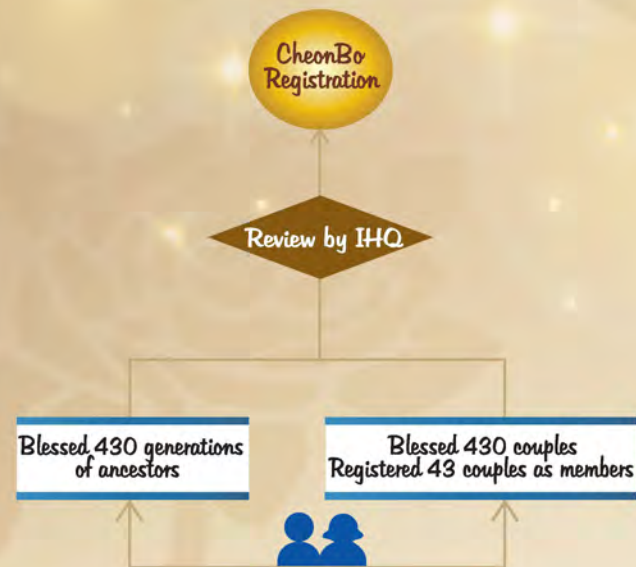 CheonBo
Registration
Review by IHQ
Blessed 430 generations
of ancestors
Blessed 430 couples
Registered 43 couples as members